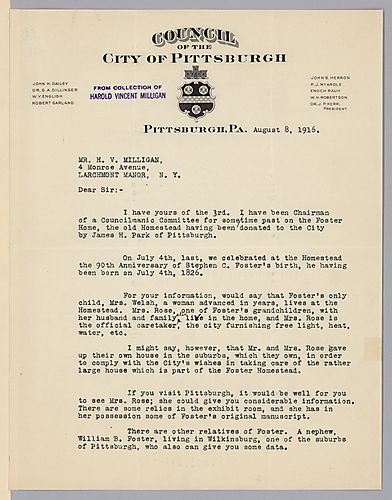 COUNCIL
OF THE
CITY OF PITTSBURGH
JOHN H. DAILEY
DR. G. A. DILLINGER
W. Y. ENGLISH
ROBERT GARLAND
FROM COLLECTION OF
HAROLD VINCENT MILLIGAN
JOHN S. HERRON
P. J. McARDLE
ENOCH RAUH
W. H. ROBERTSON
DR. J. P. KERR,
PRESIDENT
PITTSBURGH, PA. August 8, 1916.
MR. H. V. MILLIGAN,
4 Monroe Avenue,
LARCHMONT MANOR, N. Y.
Dear Sir:-
I have yours of the 3rd. I have been Chairman
of a Councilmanic Committee for sometime past on the Foster
Home, the old Homestead having been donated to the City
by James H. Park of Pittsburgh.
On July 4th, last, we celebrated at the Homestead
the 90th Anniversary of Stephen C. Foster's birth, he having
been born on July 4th, 1826.
For your information, would say that Foster's only
child, Mrs. Welsh, a woman advanced in years, lives at the
Homestead. Mrs. Rose, one of Foster's grandchildren, with
her husband and family, live in the home, and Mrs. Rose is
the official caretaker, the city furnishing free light, heat,
water, etc.
I might say, however, that Mr. and Mrs. Rose gave
up their own house in the suburbs, which they own, in order
to comply with the City's wishes in taking care of the rather
large house which is part of the Foster Homestead.
If you visit Pittsburgh, it would be well for you
to see Mrs. Rose; she could give you considerable information.
There are some relics in the exhibit room, and she has in
her possession some of Foster's original manuscript.
There are other relatives of Foster. A nephew,
William B. Foster, living in Wilkinsburg, one of the suburbs
of Pittsburgh, who also can give you some data.